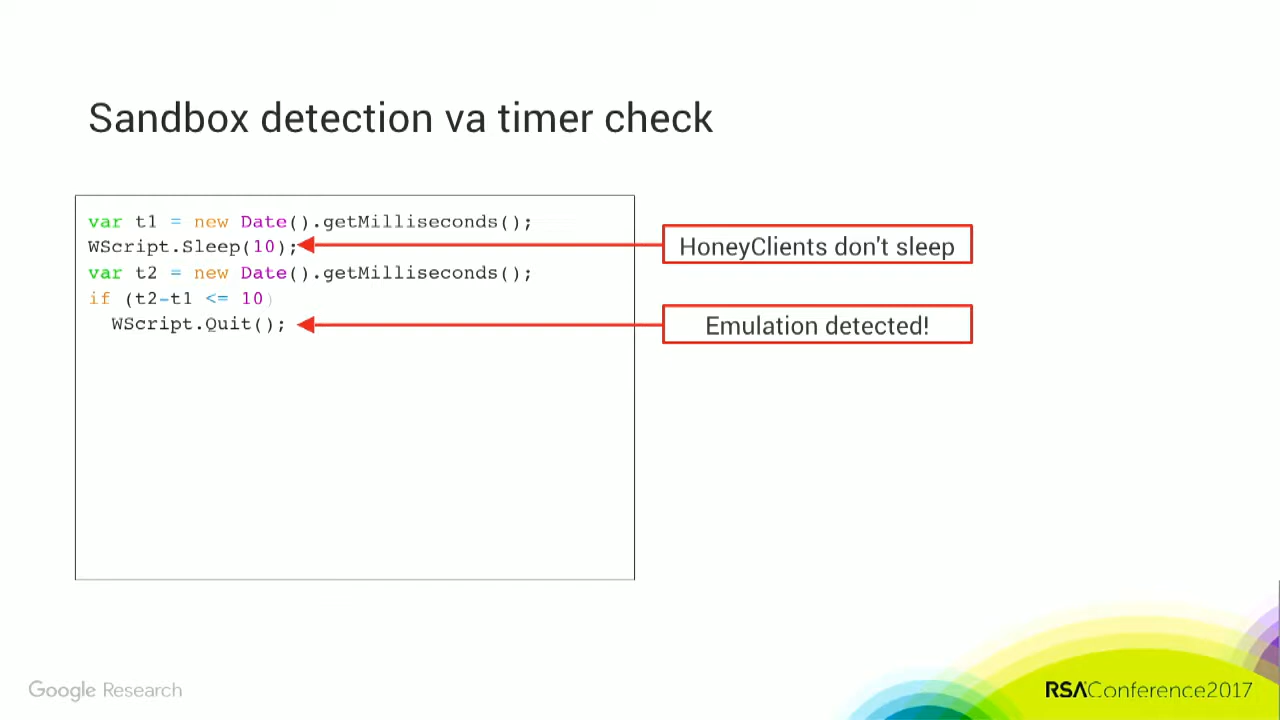 Sandbox detection va timer check
var t1 = new Date().getMilliseconds();
WScript.Sleep(10);
var t2 = new Date().getMilliseconds();
if (t2-t1 <= 10)
WScript.Quit();
HoneyClients don't sleep
Emulation detected!
Google Research
RSAConference2017